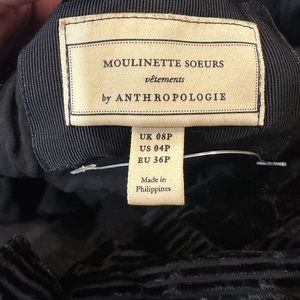 MOULINETTE SOEURS
vêtements
by ANTHROPOLOGIE
UK 08P
US 04P
EU 36P
Made in
Philippines